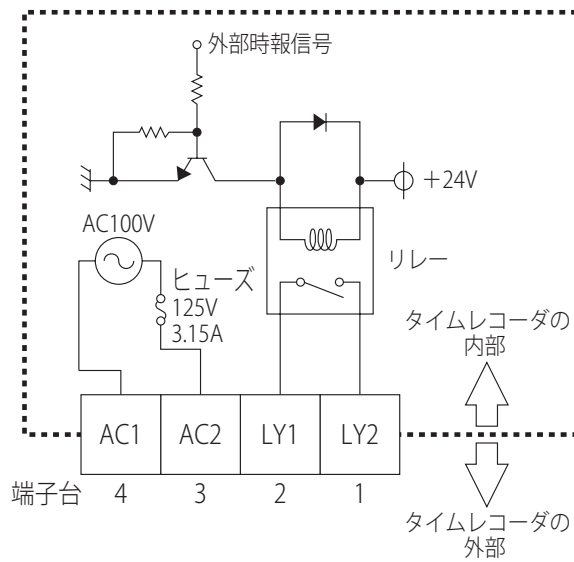 外部時報信号
＋24V
AC100V
ヒューズ
125V
3.15A
リレー
タイムレコーダの
内部
AC1 AC2 LY1 LY2
端子台 4 3 2 1
タイムレコーダの
外部